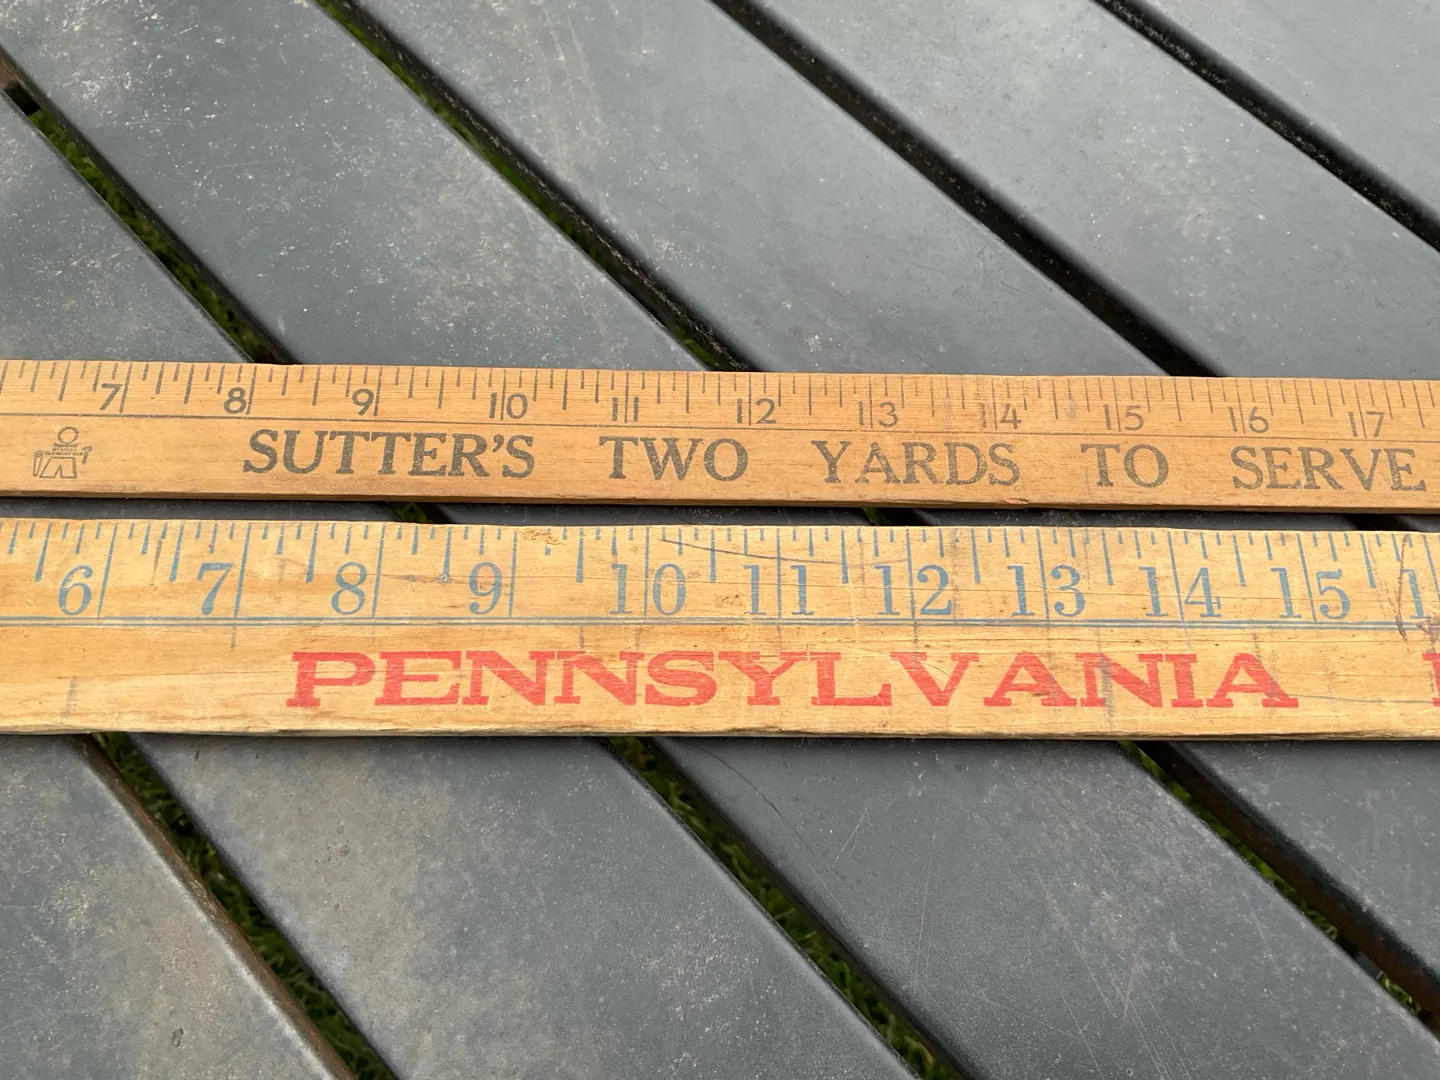 7 8 9 10 11 12 13 14 15 16 17
SUTTER'S TWO YARDS TO SERVE
6 7 8 9 10 11 12 13 14 15
PENNSYLVANIA